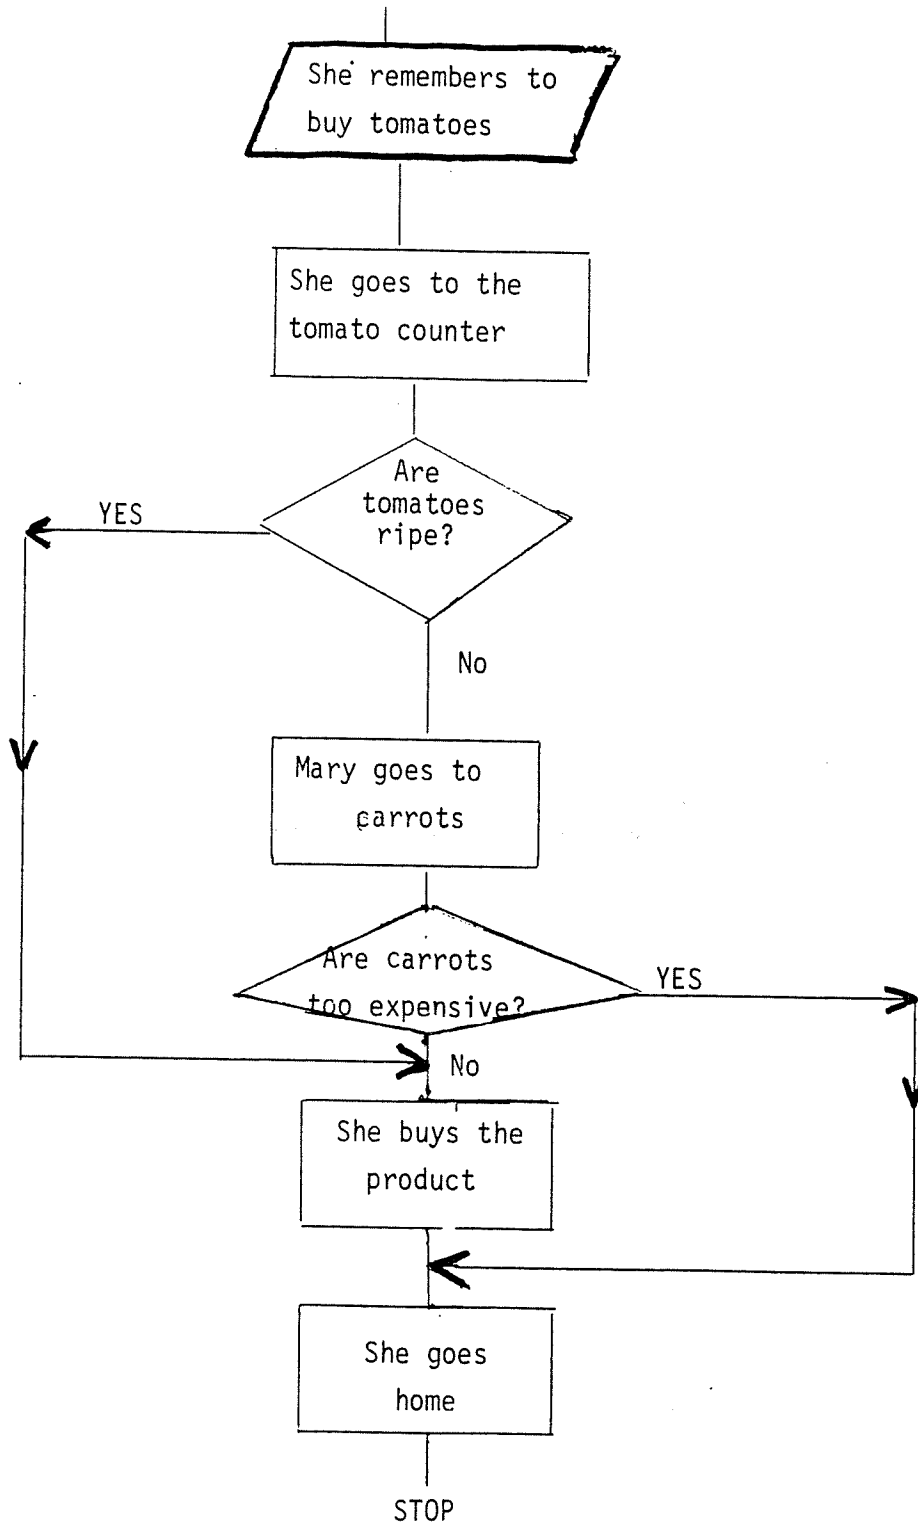 She remembers to
buy tomatoes
She goes to the
tomato counter
Are
tomatoes
ripe?
YES
No
Mary goes to
carrots
Are carrots
too expensive?
YES
No
She buys the
product
She goes
home
STOP